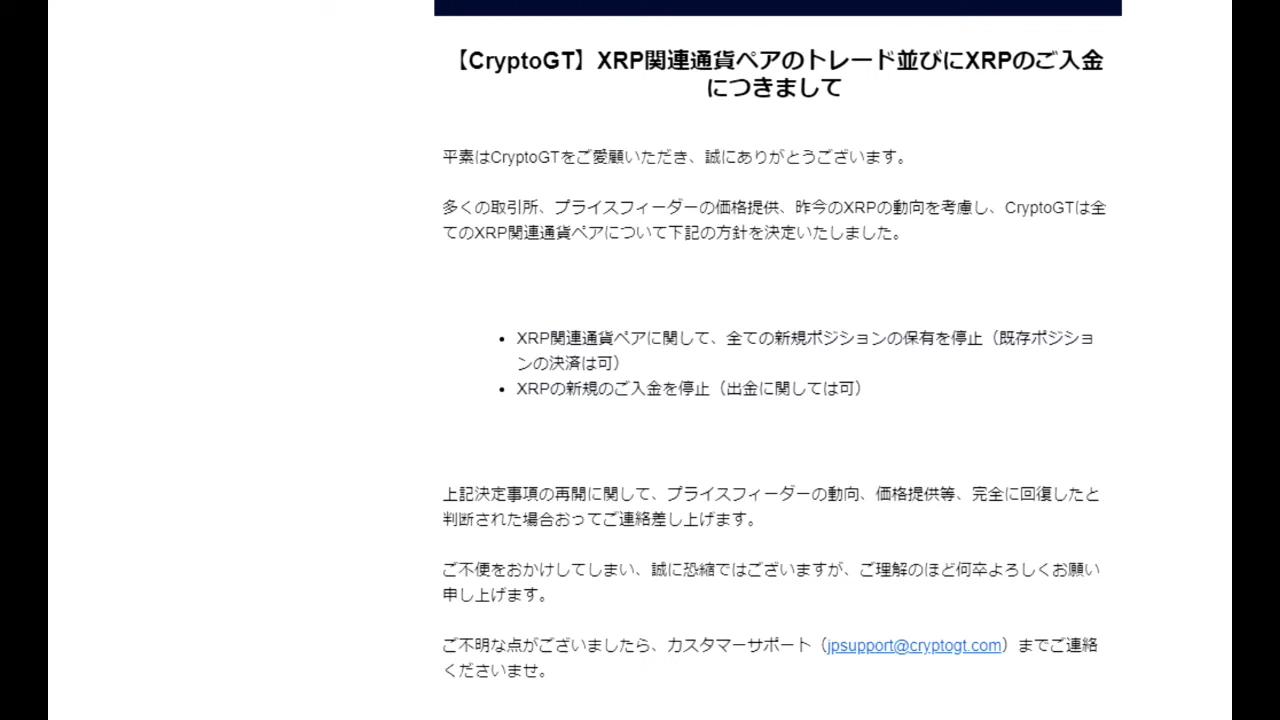 【CryptoGT】XRP関連通貨ペアのトレード並びにXRPのご入金
につきまして
平素はCryptoGTをご愛顧いただき、誠にありがとうございます。
多くの取引所、プライスフィーダーの価格提供、昨今のXRPの動向を考慮し、CryptoGTは全
てのXRP関連通貨ペアについて下記の方針を決定いたしました。
• XRP関連通貨ペアに関して、全ての新規ポジションの保有を停止（既存ポジショ
ンの決済は可）
• XRPの新規のご入金を停止（出金に関しては可）
上記決定事項の再開に関して、プライスフィーダーの動向、価格提供等、完全に回復したと
判断された場合おってご連絡差し上げます。
ご不便をおかけしてしまい、誠に恐縮ではございますが、ご理解のほど何卒よろしくお願い
申し上げます。
ご不明な点がございましたら、カスタマーサポート（jpsupport@cryptogt.com）までご連絡
くださいませ。